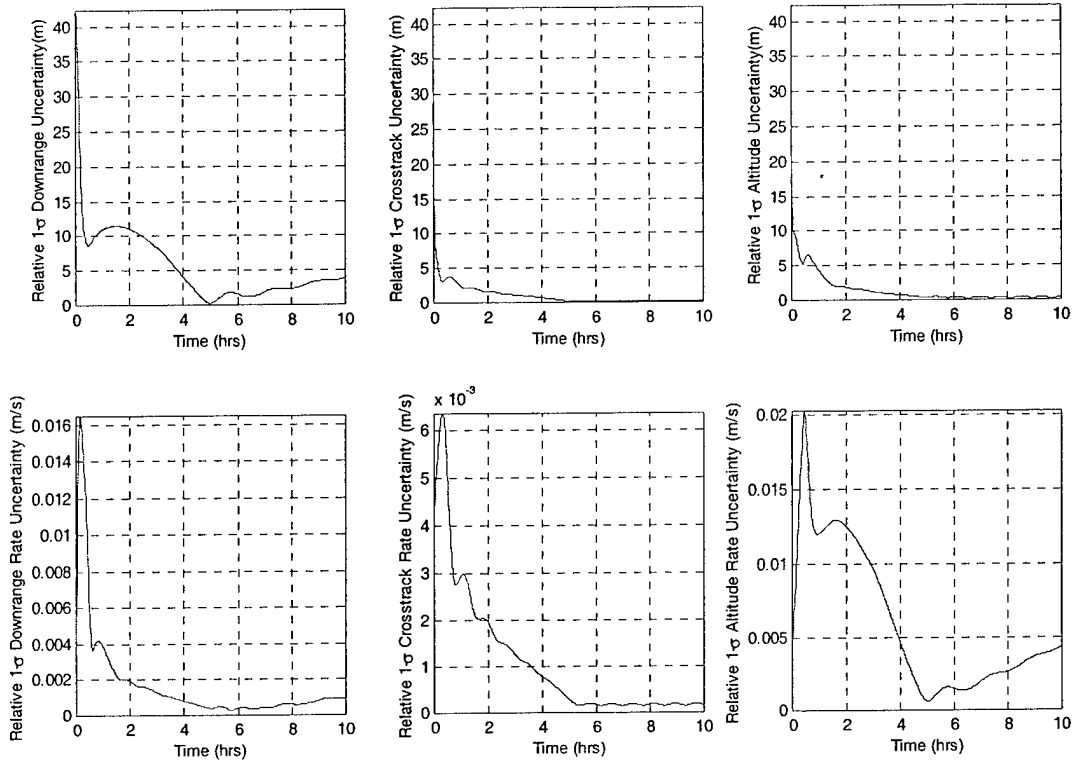 Relative 1-σ Downrange Uncertainty(m)
40
35
30
25
20
15
10
5
0
0 2 4 6 8 10
Time (hrs)
Relative 1-σ Crosstrack Uncertainty (m)
40
35
30
25
20
15
10
5
0
0 2 4 6 8 10
Time (hrs)
Relative 1-σ Altitude Uncertainty(m)
40
35
30
25
20
15
10
5
0
0 2 4 6 8 10
Time (hrs)
Relative 1-σ Downrange Rate Uncertainty (m/s)
0.016
0.014
0.012
0.01
0.008
0.006
0.004
0.002
0
0 2 4 6 8 10
Time (hrs)
Relative 1-σ Crosstrack Rate Uncertainty (m/s)
x 10⁻³
6
5
4
3
2
1
0
0 2 4 6 8 10
Time (hrs)
Relative 1-σ Altitude Rate Uncertainty (m/s)
0.02
0.015
0.01
0.005
0
0 2 4 6 8 10
Time (hrs)